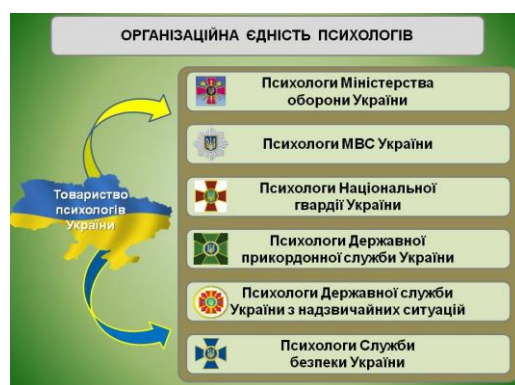 ОРГАНІЗАЦІЙНА ЄДНІСТЬ ПСИХОЛОГІВ
Товариство
психологів
України
Психологи Міністерства
оборони України
Психологи МВС України
Психологи Національної
гвардії України
Психологи Державної
прикордонної служби України
Психологи Державної служби
України з надзвичайних ситуацій
Психологи Служби
безпеки України